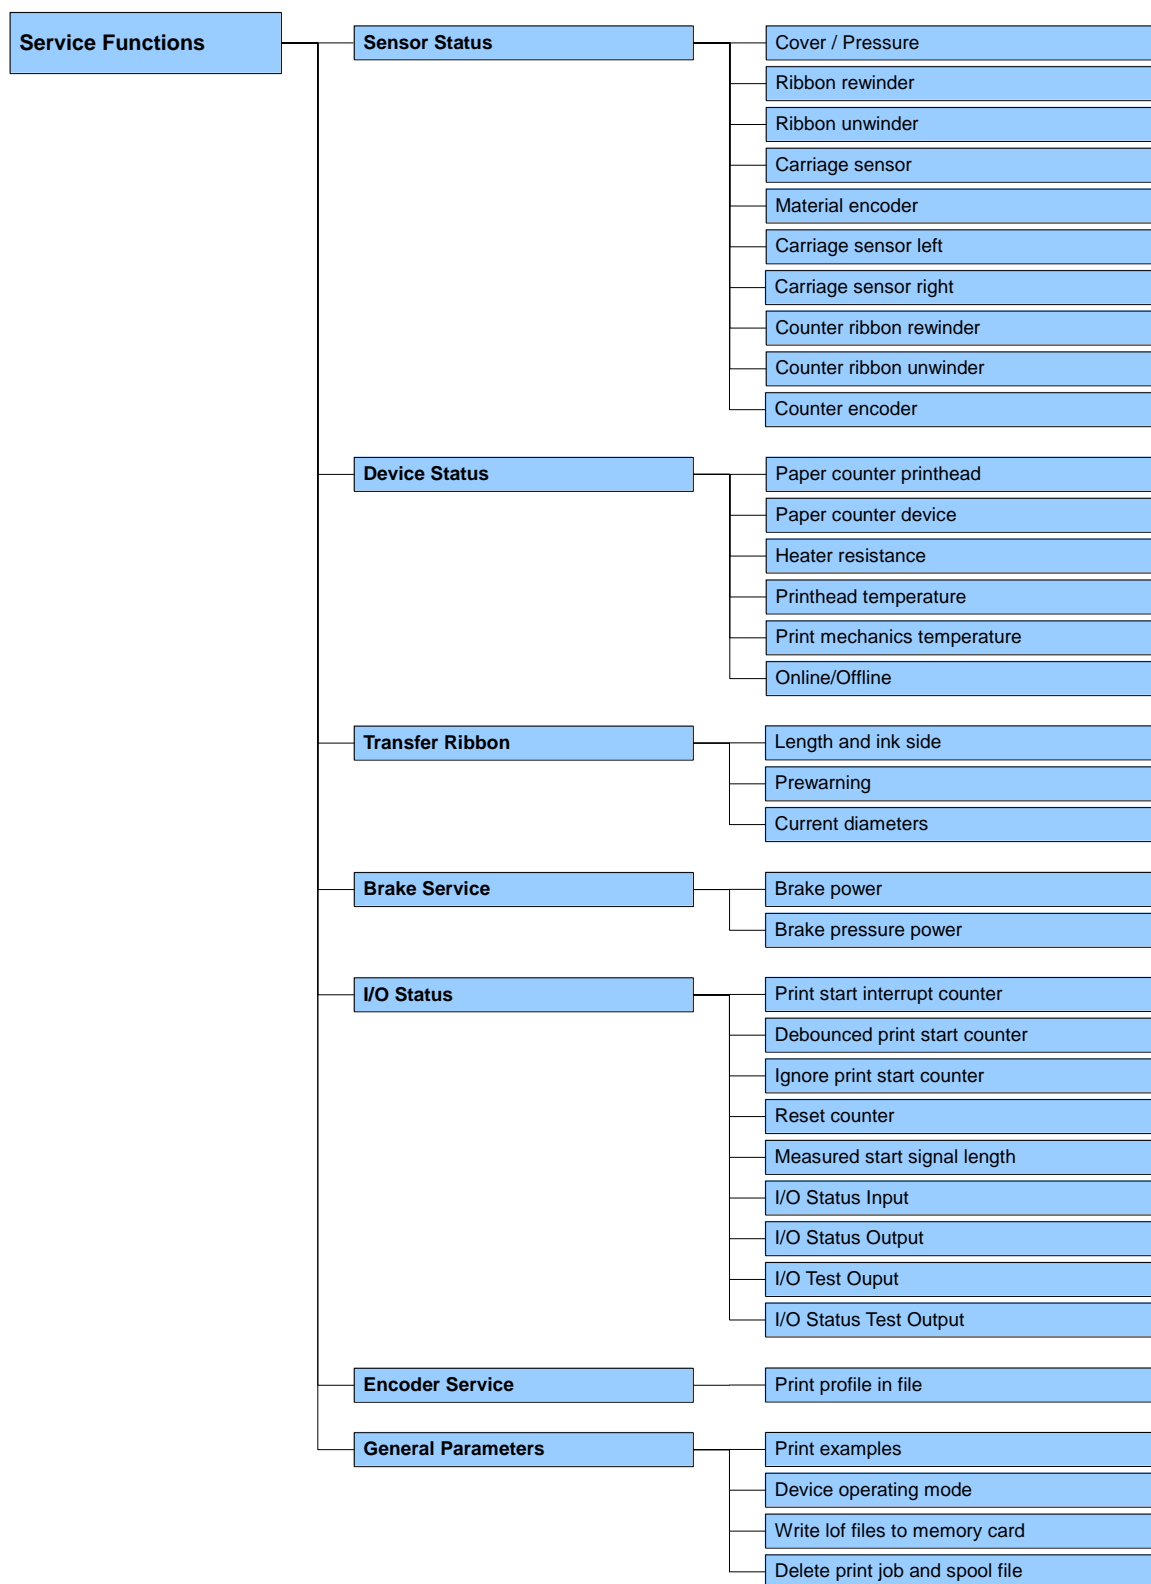 Service Functions
Sensor Status
Cover / Pressure
Ribbon rewinder
Ribbon unwinder
Carriage sensor
Material encoder
Carriage sensor left
Carriage sensor right
Counter ribbon rewinder
Counter ribbon unwinder
Counter encoder
Device Status
Paper counter printhead
Paper counter device
Heater resistance
Printhead temperature
Print mechanics temperature
Online/Offline
Transfer Ribbon
Length and ink side
Prewarning
Current diameters
Brake Service
Brake power
Brake pressure power
I/O Status
Print start interrupt counter
Debounced print start counter
Ignore print start counter
Reset counter
Measured start signal length
I/O Status Input
I/O Status Output
I/O Test Ouput
I/O Status Test Output
Encoder Service
Print profile in file
General Parameters
Print examples
Device operating mode
Write lof files to memory card
Delete print job and spool file